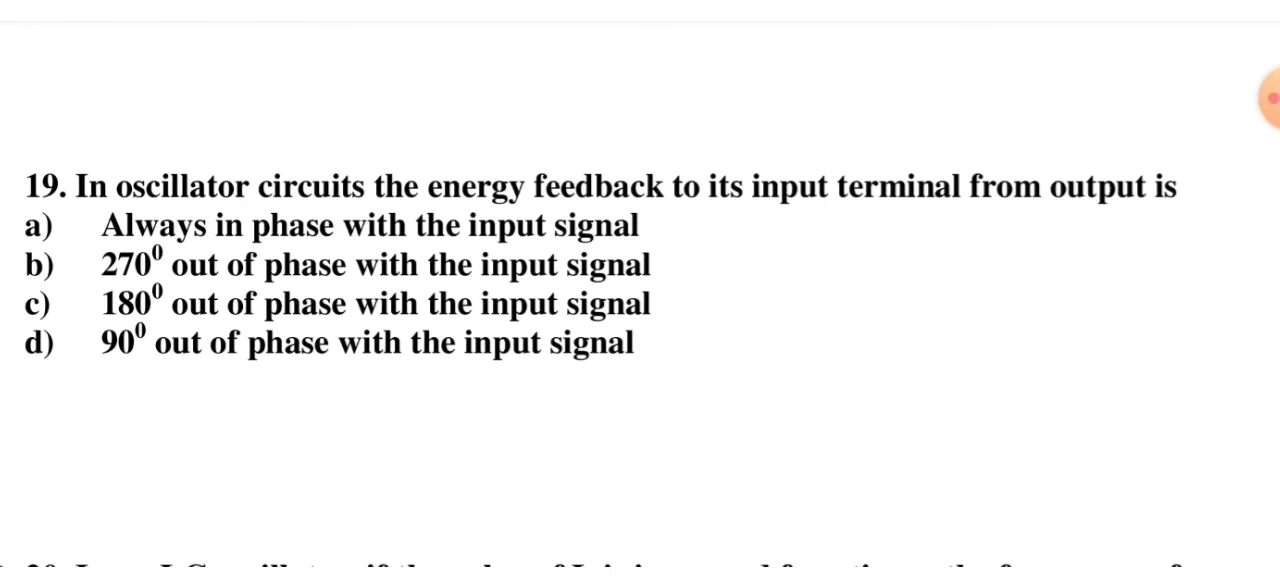 19. In oscillator circuits the energy feedback to its input terminal from output is
a) Always in phase with the input signal
b) 270⁰ out of phase with the input signal
c) 180⁰ out of phase with the input signal
d) 90⁰ out of phase with the input signal